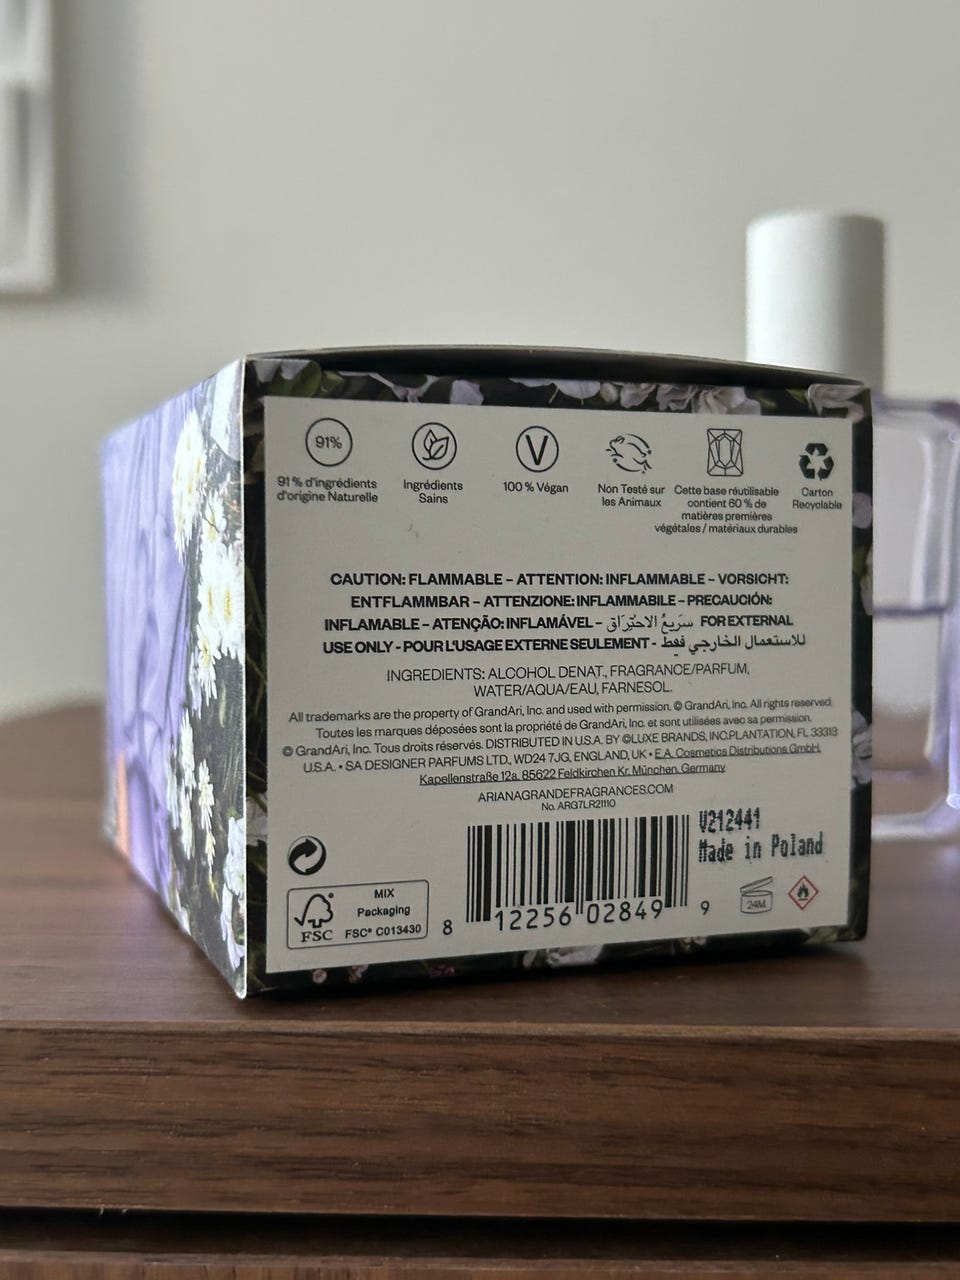 91%
91 % d'ingrédients
d'origine Naturelle
Ingrédients
Sains
V
100 % Végan
Non Testé sur
les Animaux
Cette base réutilisable
contient 60 % de
matières premières
végétales / matériaux durables
Carton
Recyclable
CAUTION: FLAMMABLE – ATTENTION: INFLAMMABLE – VORSICHT:
ENTFLAMMBAR – ATTENZIONE: INFLAMMABILE – PRECAUCIÓN:
INFLAMABLE – ATENÇÃO: INFLAMÁVEL – سَرِيعُ الاحْتِرَاق FOR EXTERNAL
USE ONLY - POUR L'USAGE EXTERNE SEULEMENT - للاستعمال الخارجي فقط
INGREDIENTS: ALCOHOL DENAT., FRAGRANCE/PARFUM,
WATER/AQUA/EAU, FARNESOL.
All trademarks are the property of GrandAri, Inc. and used with permission. © GrandAri, Inc. All rights reserved.
Toutes les marques déposées sont la propriété de GrandAri, Inc. et sont utilisées avec sa permission.
© GrandAri, Inc. Tous droits réservés. DISTRIBUTED IN U.S.A. BY ©LUXE BRANDS, INC.PLANTATION, FL 33313
U.S.A. • SA DESIGNER PARFUMS LTD. WD24 7JG, ENGLAND, UK • E.A. Cosmetics Distributions GmbH,
Kapellenstraße 12a, 85622 Feldkirchen Kr. München, Germany
ARIANAGRANDEFRAGRANCES.COM
No. ARG7LR21110
V212441
Made in Poland
FSC
MIX
Packaging
FSC® C013430
8 12256 02849 9
24M